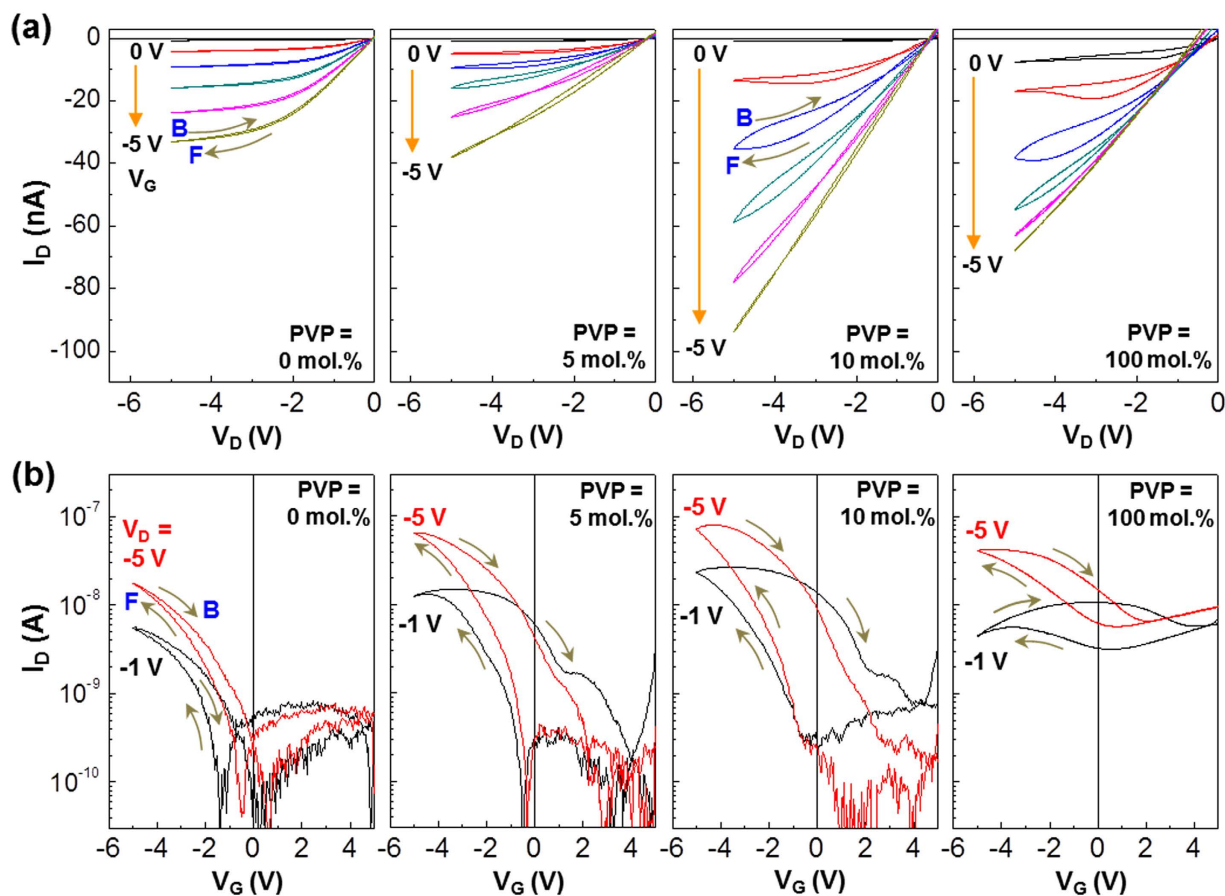 (a)
I_D (nA)
0
-20
-40
-60
-80
-100
0 V
B
-5 V
F
V_G
PVP =
0 mol.%
-6 -4 -2 0
V_D (V)
0 V
-5 V
PVP =
5 mol.%
-6 -4 -2 0
V_D (V)
0 V
B
F
-5 V
PVP =
10 mol.%
-6 -4 -2 0
V_D (V)
0 V
-5 V
PVP =
100 mol.%
-6 -4 -2 0
V_D (V)
(b)
I_D (A)
10^-7
10^-8
10^-9
10^-10
PVP =
0 mol.%
V_D =
-5 V
F B
-1 V
-6 -4 -2 0 2 4 6
V_G (V)
PVP =
5 mol.%
-5 V
-1 V
-6 -4 -2 0 2 4 6
V_G (V)
PVP =
10 mol.%
-5 V
-1 V
-6 -4 -2 0 2 4 6
V_G (V)
PVP =
100 mol.%
-5 V
-1 V
-6 -4 -2 0 2 4 6
V_G (V)